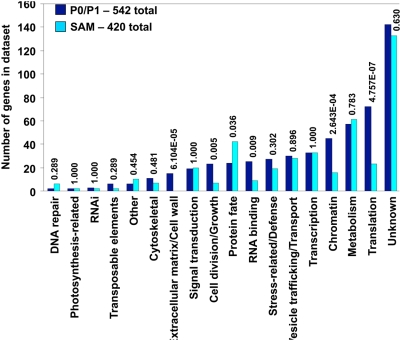 160
P0/P1 – 542 total
SAM – 420 total
140
120
100
80
60
40
20
0
Number of genes in dataset
0.289
1.000
1.000
0.289
0.454
0.481
6.104E-05
1.000
0.005
0.036
0.009
0.302
0.896
1.000
2.643E-04
0.783
4.757E-07
0.630
DNA repair
Photosynthesis-related
RNAi
Transposable elements
Other
Cytoskeletal
Extracellular matrix/Cell wall
Signal transduction
Cell division/Growth
Protein fate
RNA binding
Stress-related/Defense
Vesicle trafficking/Transport
Transcription
Chromatin
Metabolism
Translation
Unknown